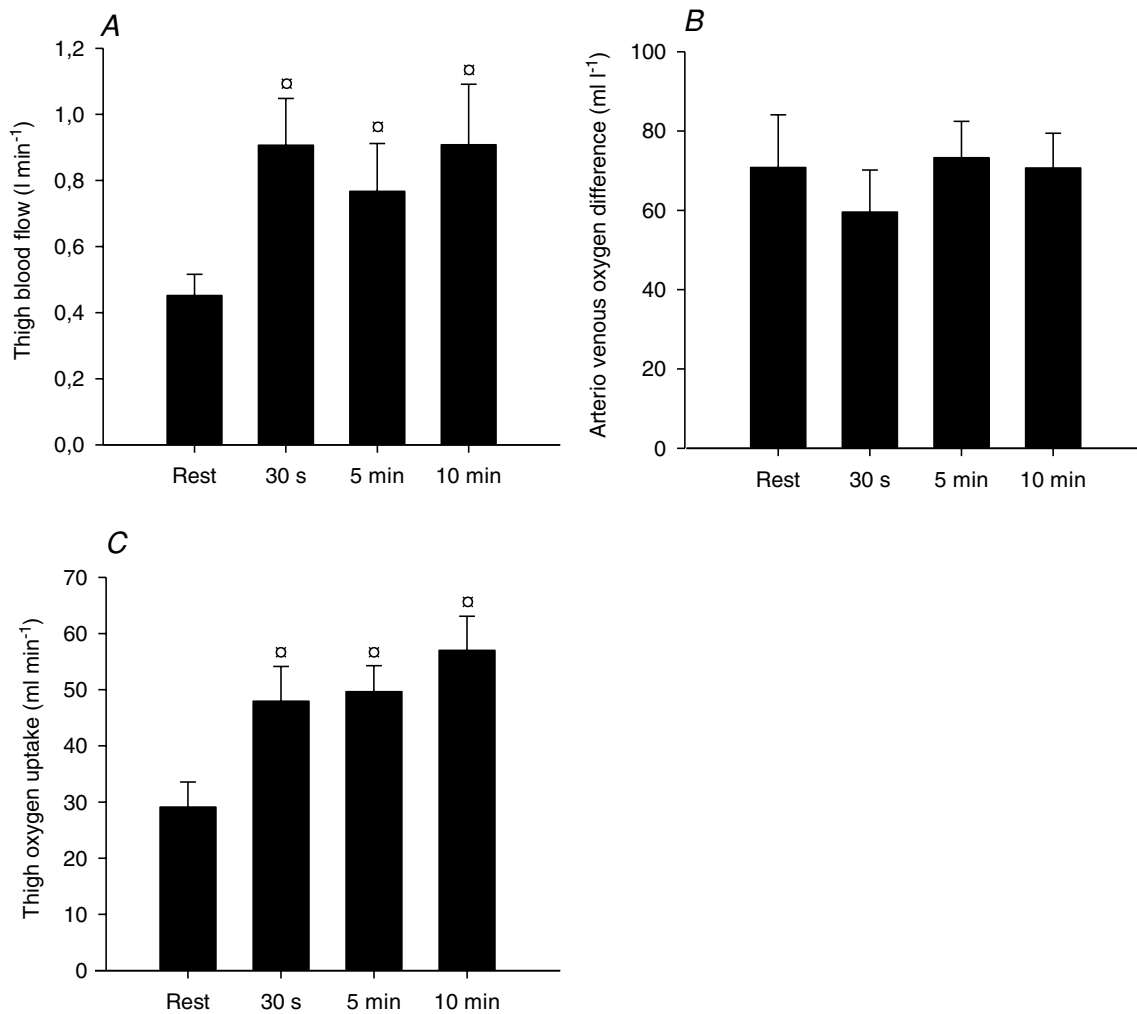 A
Thigh blood flow (l min⁻¹)
1,2
1,0
0,8
0,6
0,4
0,2
0,0
¤
¤
¤
Rest
30 s
5 min
10 min
B
Arterio venous oxygen difference (ml l⁻¹)
100
80
60
40
20
0
Rest
30 s
5 min
10 min
C
Thigh oxygen uptake (ml min⁻¹)
70
60
50
40
30
20
10
0
¤
¤
¤
Rest
30 s
5 min
10 min